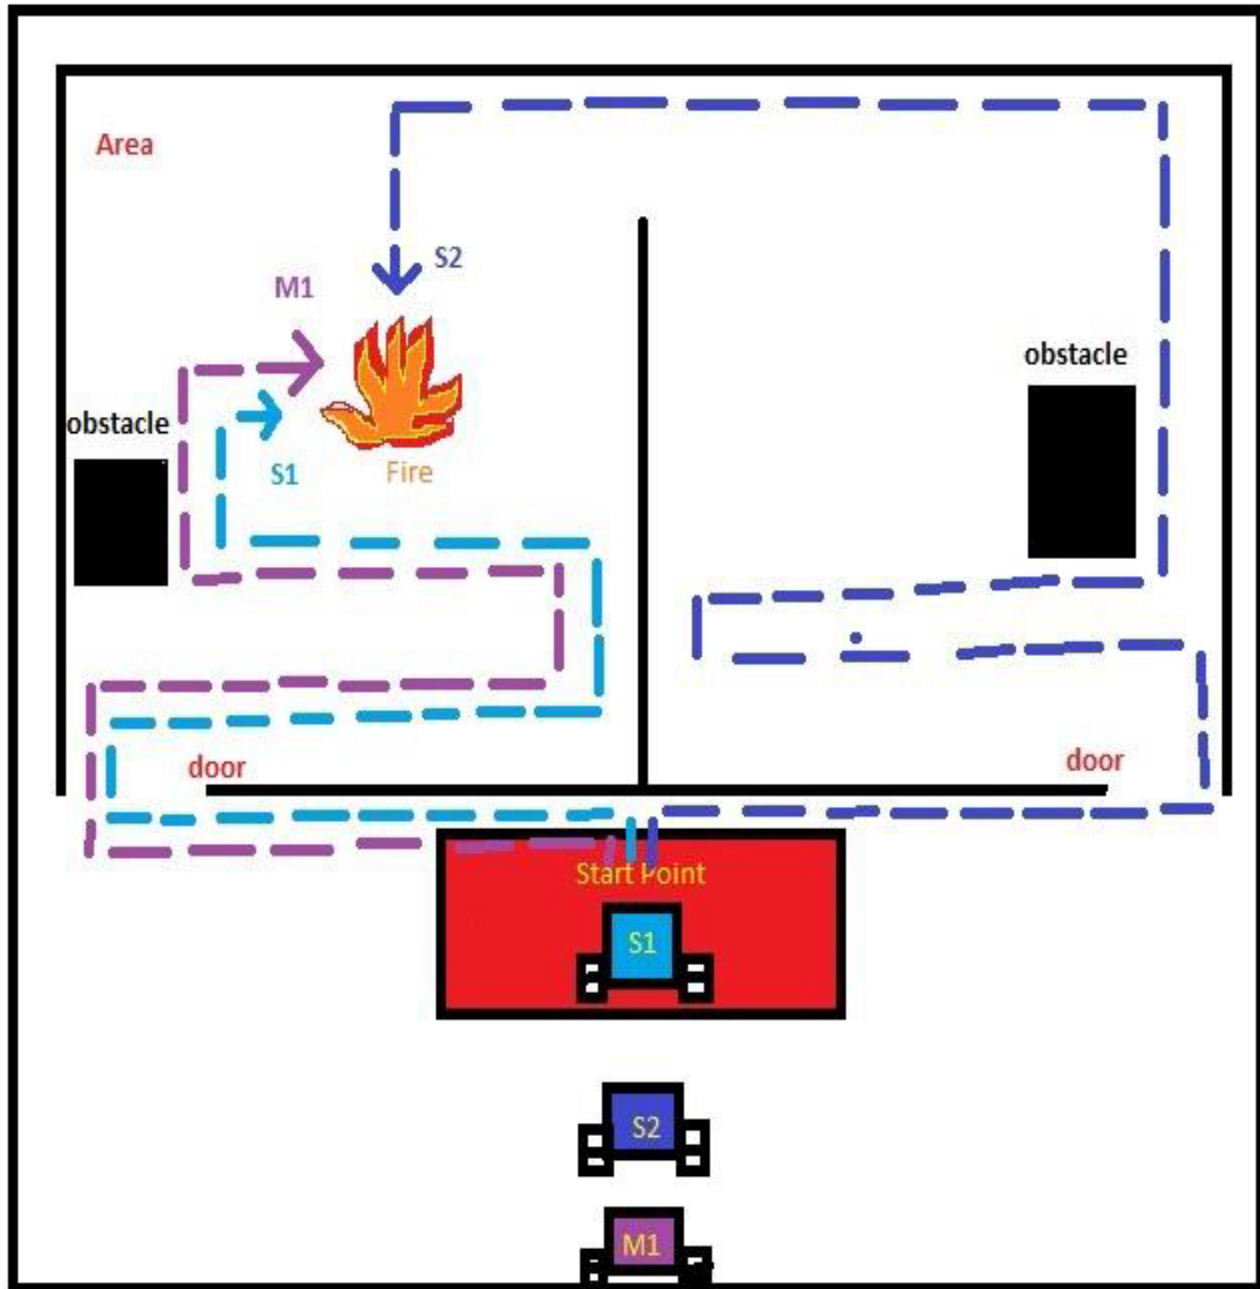 Area
S2
M1
obstacle
obstacle
S1
Fire
door
door
Start Point
S1
S2
M1